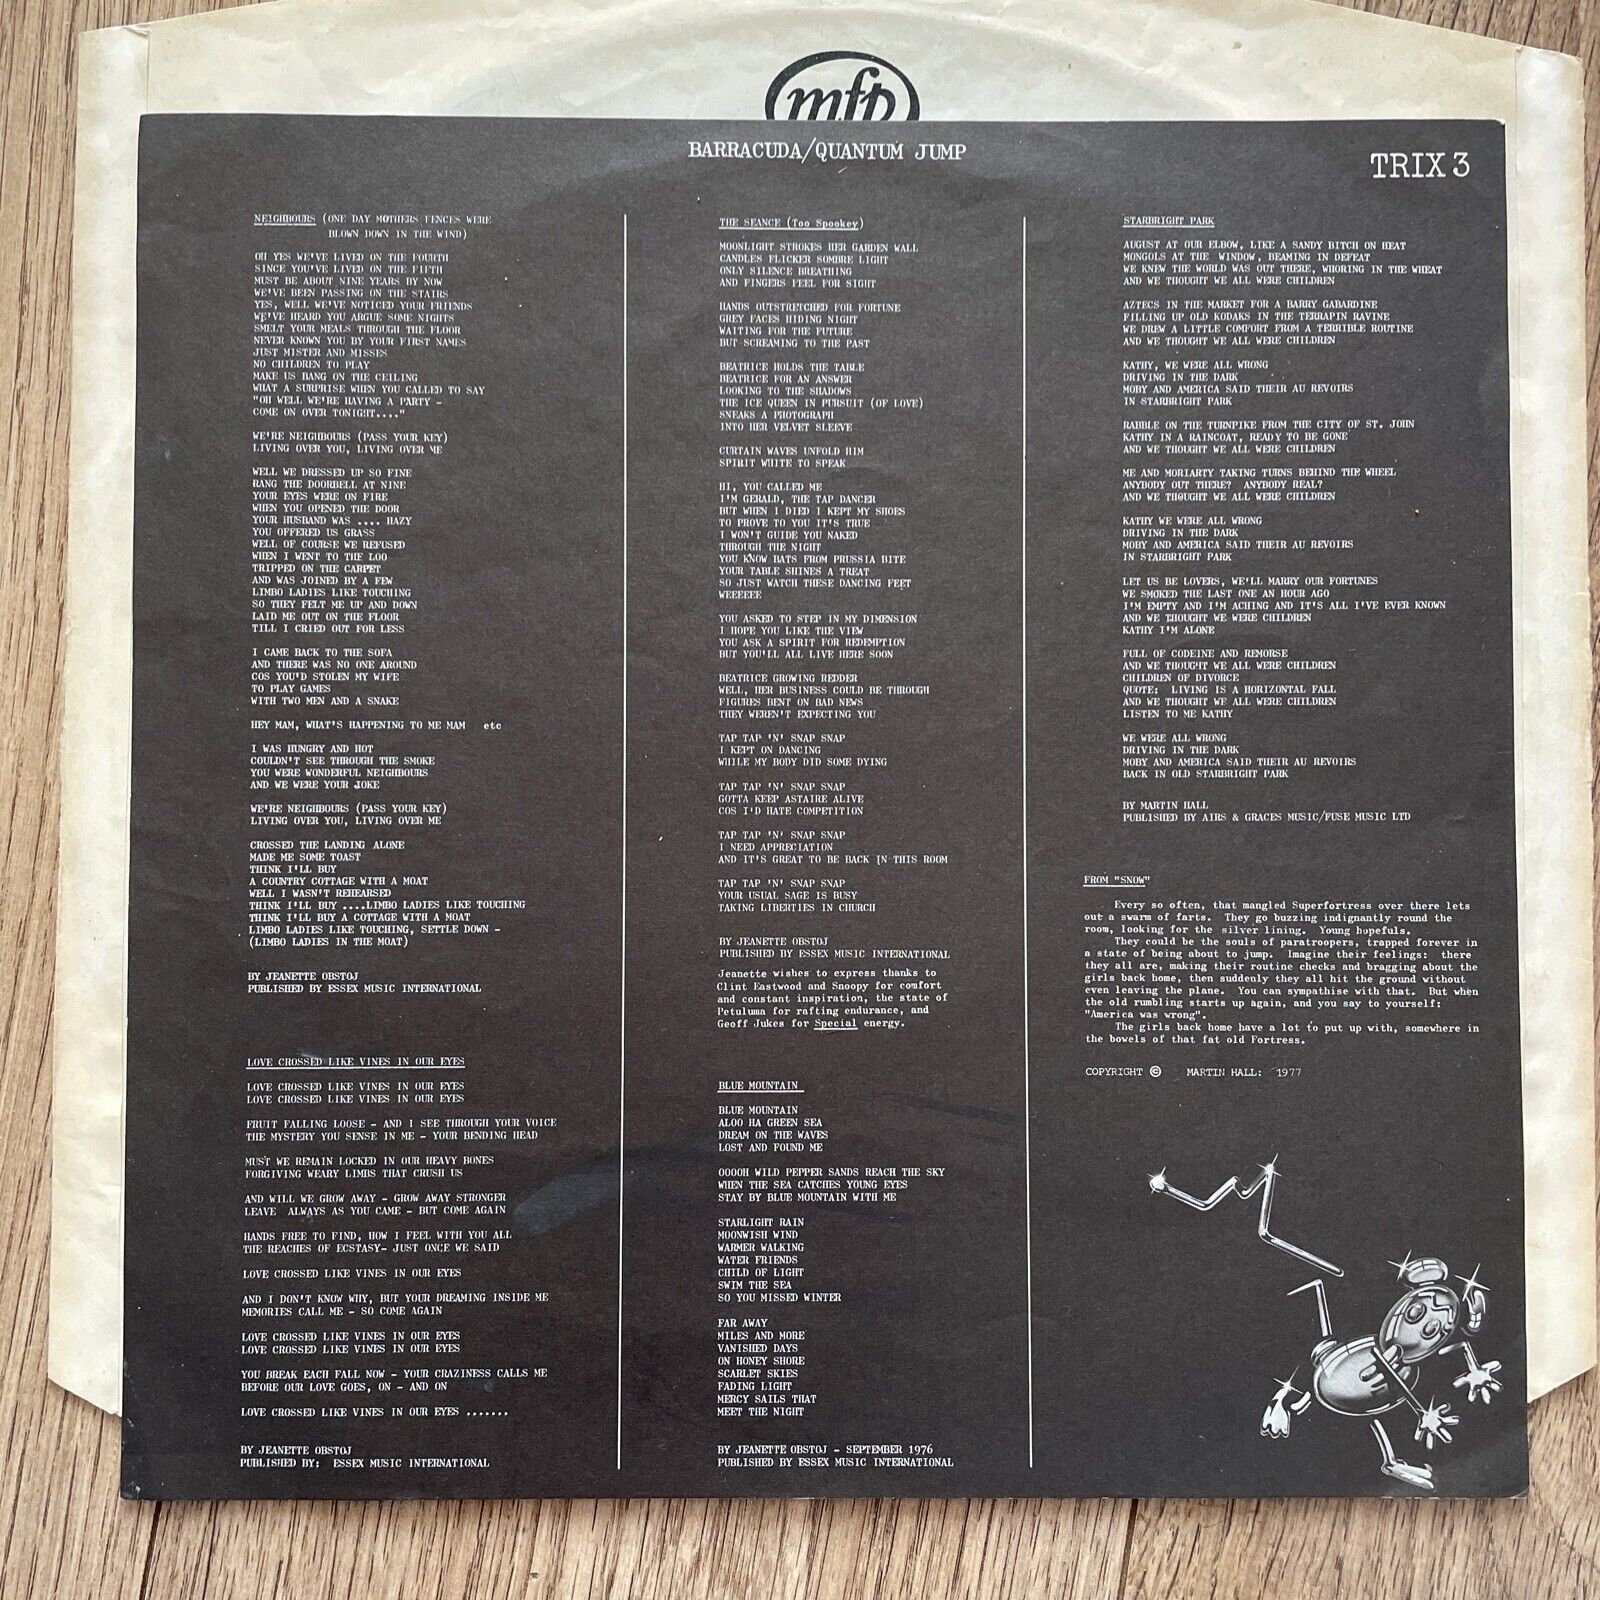 mfp
BARRACUDA/QUANTUM JUMP
TRIX 3
NEIGHBOURS (ONE DAY MOTHERS FENCES WERE
BLOWN DOWN IN THE WIND)
OH YES WE'VE LIVED ON THE FOURTH
SINCE YOU'VE LIVED ON THE FIFTH
MUST BE ABOUT NINE YEARS BY NOW
WE'VE BEEN PASSING ON THE STAIRS
YES, WELL WE'VE NOTICED YOUR FRIENDS
WE'VE HEARD YOU ARGUE SOME NIGHTS
SMELT YOUR MEALS THROUGH THE FLOOR
NEVER KNOWN YOU BY YOUR FIRST NAMES
JUST MISTER AND MISSES
NO CHILDREN TO PLAY
MAKE US BANG ON THE CEILING
WHAT A SURPRISE WHEN YOU CALLED TO SAY
"OH WELL WE'RE HAVING A PARTY -
COME ON OVER TONIGHT...."
WE'RE NEIGHBOURS (PASS YOUR KEY)
LIVING OVER YOU, LIVING OVER ME
WELL WE DRESSED UP SO FINE
RANG THE DOORBELL AT NINE
YOUR EYES WERE ON FIRE
WHEN YOU OPENED THE DOOR
YOUR HUSBAND WAS .... HAZY
YOU OFFERED US GRASS
WELL OF COURSE WE REFUSED
WHEN I WENT TO THE LOO
TRIPPED ON THE CARPET
AND WAS JOINED BY A FEW
LIMBO LADIES LIKE TOUCHING
SO THEY FELT ME UP AND DOWN
LAID ME OUT ON THE FLOOR
TILL I CRIED OUT FOR LESS
I CAME BACK TO THE SOFA
AND THERE WAS NO ONE AROUND
COS YOU'D STOLEN MY WIFE
TO PLAY GAMES
WITH TWO MEN AND A SNAKE
HEY MAM, WHAT'S HAPPENING TO ME MAM etc
I WAS HUNGRY AND HOT
COULDN'T SEE THROUGH THE SMOKE
YOU WERE WONDERFUL NEIGHBOURS
AND WE WERE YOUR JOKE
WE'RE NEIGHBOURS (PASS YOUR KEY)
LIVING OVER YOU, LIVING OVER ME
CROSSED THE LANDING ALONE
MADE ME SOME TOAST
THINK I'LL BUY
A COUNTRY COTTAGE WITH A MOAT
WELL I WASN'T REHEARSED
THINK I'LL BUY ....LIMBO LADIES LIKE TOUCHING
THINK I'LL BUY A COTTAGE WITH A MOAT
LIMBO LADIES LIKE TOUCHING, SETTLE DOWN -
(LIMBO LADIES IN THE MOAT)
BY JEANETTE OBSTOJ
PUBLISHED BY ESSEX MUSIC INTERNATIONAL
LOVE CROSSED LIKE VINES IN OUR EYES
LOVE CROSSED LIKE VINES IN OUR EYES
LOVE CROSSED LIKE VINES IN OUR EYES
FRUIT FALLING LOOSE - AND I SEE THROUGH YOUR VOICE
THE MYSTERY YOU SENSE IN ME - YOUR BENDING HEAD
MUST WE REMAIN LOCKED IN OUR HEAVY BONES
FORGIVING WEARY LIMBS THAT CRUSH US
AND WILL WE GROW AWAY - GROW AWAY STRONGER
LEAVE ALWAYS AS YOU CAME - BUT COME AGAIN
HANDS FREE TO FIND, HOW I FEEL WITH YOU ALL
THE REACHES OF ECSTASY- JUST ONCE WE SAID
LOVE CROSSED LIKE VINES IN OUR EYES
AND I DON'T KNOW WHY, BUT YOUR DREAMING INSIDE ME
MEMORIES CALL ME - SO COME AGAIN
LOVE CROSSED LIKE VINES IN OUR EYES
LOVE CROSSED LIKE VINES IN OUR EYES
YOU BREAK EACH FALL NOW - YOUR CRAZINESS CALLS ME
BEFORE OUR LOVE GOES, ON - AND ON
LOVE CROSSED LIKE VINES IN OUR EYES .......
BY JEANETTE OBSTOJ
PUBLISHED BY: ESSEX MUSIC INTERNATIONAL
THE SEANCE (Too Spookey)
MOONLIGHT STROKES HER GARDEN WALL
CANDLES FLICKER SOMBRE LIGHT
ONLY SILENCE BREATHING
AND FINGERS FEEL FOR SIGHT
HANDS OUTSTRETCHED FOR FORTUNE
GREY FACES HIDING NIGHT
WAITING FOR THE FUTURE
BUT SCREAMING TO THE PAST
BEATRICE HOLDS THE TABLE
BEATRICE FOR AN ANSWER
LOOKING TO THE SHADOWS
THE ICE QUEEN IN PURSUIT (OF LOVE)
SNEAKS A PHOTOGRAPH
INTO HER VELVET SLEEVE
CURTAIN WAVES UNFOLD HIM
SPIRIT WHITE TO SPEAK
HI, YOU CALLED ME
I'M GERALD, THE TAP DANCER
BUT WHEN I DIED I KEPT MY SHOES
TO PROVE TO YOU IT'S TRUE
I WON'T GUIDE YOU NAKED
THROUGH THE NIGHT
YOU KNOW RATS FROM PRUSSIA BITE
YOUR TABLE SHINES A TREAT
SO JUST WATCH THESE DANCING FEET
WEEEEEE
YOU ASKED TO STEP IN MY DIMENSION
I HOPE YOU LIKE THE VIEW
YOU ASK A SPIRIT FOR REDEMPTION
BUT YOU'LL ALL LIVE HERE SOON
BEATRICE GROWING REDDER
WELL, HER BUSINESS COULD BE THROUGH
FIGURES BENT ON BAD NEWS
THEY WEREN'T EXPECTING YOU
TAP TAP 'N' SNAP SNAP
I KEPT ON DANCING
WHILE MY BODY DID SOME DYING
TAP TAP 'N' SNAP SNAP
GOTTA KEEP ASTAIRE ALIVE
COS I'D HATE COMPETITION
TAP TAP 'N' SNAP SNAP
I NEED APPRECIATION
AND IT'S GREAT TO BE BACK IN THIS ROOM
TAP TAP 'N' SNAP SNAP
YOUR USUAL SAGE IS BUSY
TAKING LIBERTIES IN CHURCH
BY JEANETTE OBSTOJ
PUBLISHED BY ESSEX MUSIC INTERNATIONAL
Jeanette wishes to express thanks to
Clint Eastwood and Snoopy for comfort
and constant inspiration, the state of
Petuluma for rafting endurance, and
Geoff Jukes for Special energy.
BLUE MOUNTAIN
BLUE MOUNTAIN
ALOO HA GREEN SEA
DREAM ON THE WAVES
LOST AND FOUND ME
OOOOH WILD PEPPER SANDS REACH THE SKY
WHEN THE SEA CATCHES YOUNG EYES
STAY BY BLUE MOUNTAIN WITH ME
STARLIGHT RAIN
MOONWISH WIND
WARMER WALKING
WATER FRIENDS
CHILD OF LIGHT
SWIM THE SEA
SO YOU MISSED WINTER
FAR AWAY
MILES AND MORE
VANISHED DAYS
ON HONEY SHORE
SCARLET SKIES
FADING LIGHT
MERCY SAILS THAT
MEET THE NIGHT
BY JEANETTE OBSTOJ - SEPTEMBER 1976
PUBLISHED BY ESSEX MUSIC INTERNATIONAL
STARBRIGHT PARK
AUGUST AT OUR ELBOW, LIKE A SANDY BITCH ON HEAT
MONGOLS AT THE WINDOW, BEAMING IN DEFEAT
WE KNEW THE WORLD WAS OUT THERE, WHORING IN THE WHEAT
AND WE THOUGHT WE ALL WERE CHILDREN
AZTECS IN THE MARKET FOR A BARRY GABARDINE
FILLING UP OLD KODAKS IN THE TERRAPIN RAVINE
WE DREW A LITTLE COMFORT FROM A TERRIBLE ROUTINE
AND WE THOUGHT WE ALL WERE CHILDREN
KATHY, WE WERE ALL WRONG
DRIVING IN THE DARK
MOBY AND AMERICA SAID THEIR AU REVOIRS
IN STARBRIGHT PARK
RABBLE ON THE TURNPIKE FROM THE CITY OF ST. JOHN
KATHY IN A RAINCOAT, READY TO BE GONE
AND WE THOUGHT WE ALL WERE CHILDREN
ME AND MORIARTY TAKING TURNS BEHIND THE WHEEL
ANYBODY OUT THERE? ANYBODY REAL?
AND WE THOUGHT WE ALL WERE CHILDREN
KATHY WE WERE ALL WRONG
DRIVING IN THE DARK
MOBY AND AMERICA SAID THEIR AU REVOIRS
IN STARBRIGHT PARK
LET US BE LOVERS, WE'LL MARRY OUR FORTUNES
WE SMOKED THE LAST ONE AN HOUR AGO
I'M EMPTY AND I'M ACHING AND IT'S ALL I'VE EVER KNOWN
AND WE THOUGHT WE WERE CHILDREN
KATHY I'M ALONE
FULL OF CODEINE AND REMORSE
AND WE THOUGHT WE ALL WERE CHILDREN
CHILDREN OF DIVORCE
QUOTE: LIVING IS A HORIZONTAL FALL
AND WE THOUGHT WE ALL WERE CHILDREN
LISTEN TO ME KATHY
WE WERE ALL WRONG
DRIVING IN THE DARK
MOBY AND AMERICA SAID THEIR AU REVOIRS
BACK IN OLD STARBRIGHT PARK
BY MARTIN HALL
PUBLISHED BY AIRS & GRACES MUSIC/FUSE MUSIC LTD
FROM "SNOW"
Every so often, that mangled Superfortress over there lets
out a swarm of farts. They go buzzing indignantly round the
room, looking for the silver lining. Young hopefuls.
They could be the souls of paratroopers, trapped forever in
a state of being about to jump. Imagine their feelings: there
they all are, making their routine checks and bragging about the
girls back home, then suddenly they all hit the ground without
even leaving the plane. You can sympathise with that. But when
the old rumbling starts up again, and you say to yourself:
"America was wrong".
The girls back home have a lot to put up with, somewhere in
the bowels of that fat old Fortress.
COPYRIGHT © MARTIN HALL: 1977